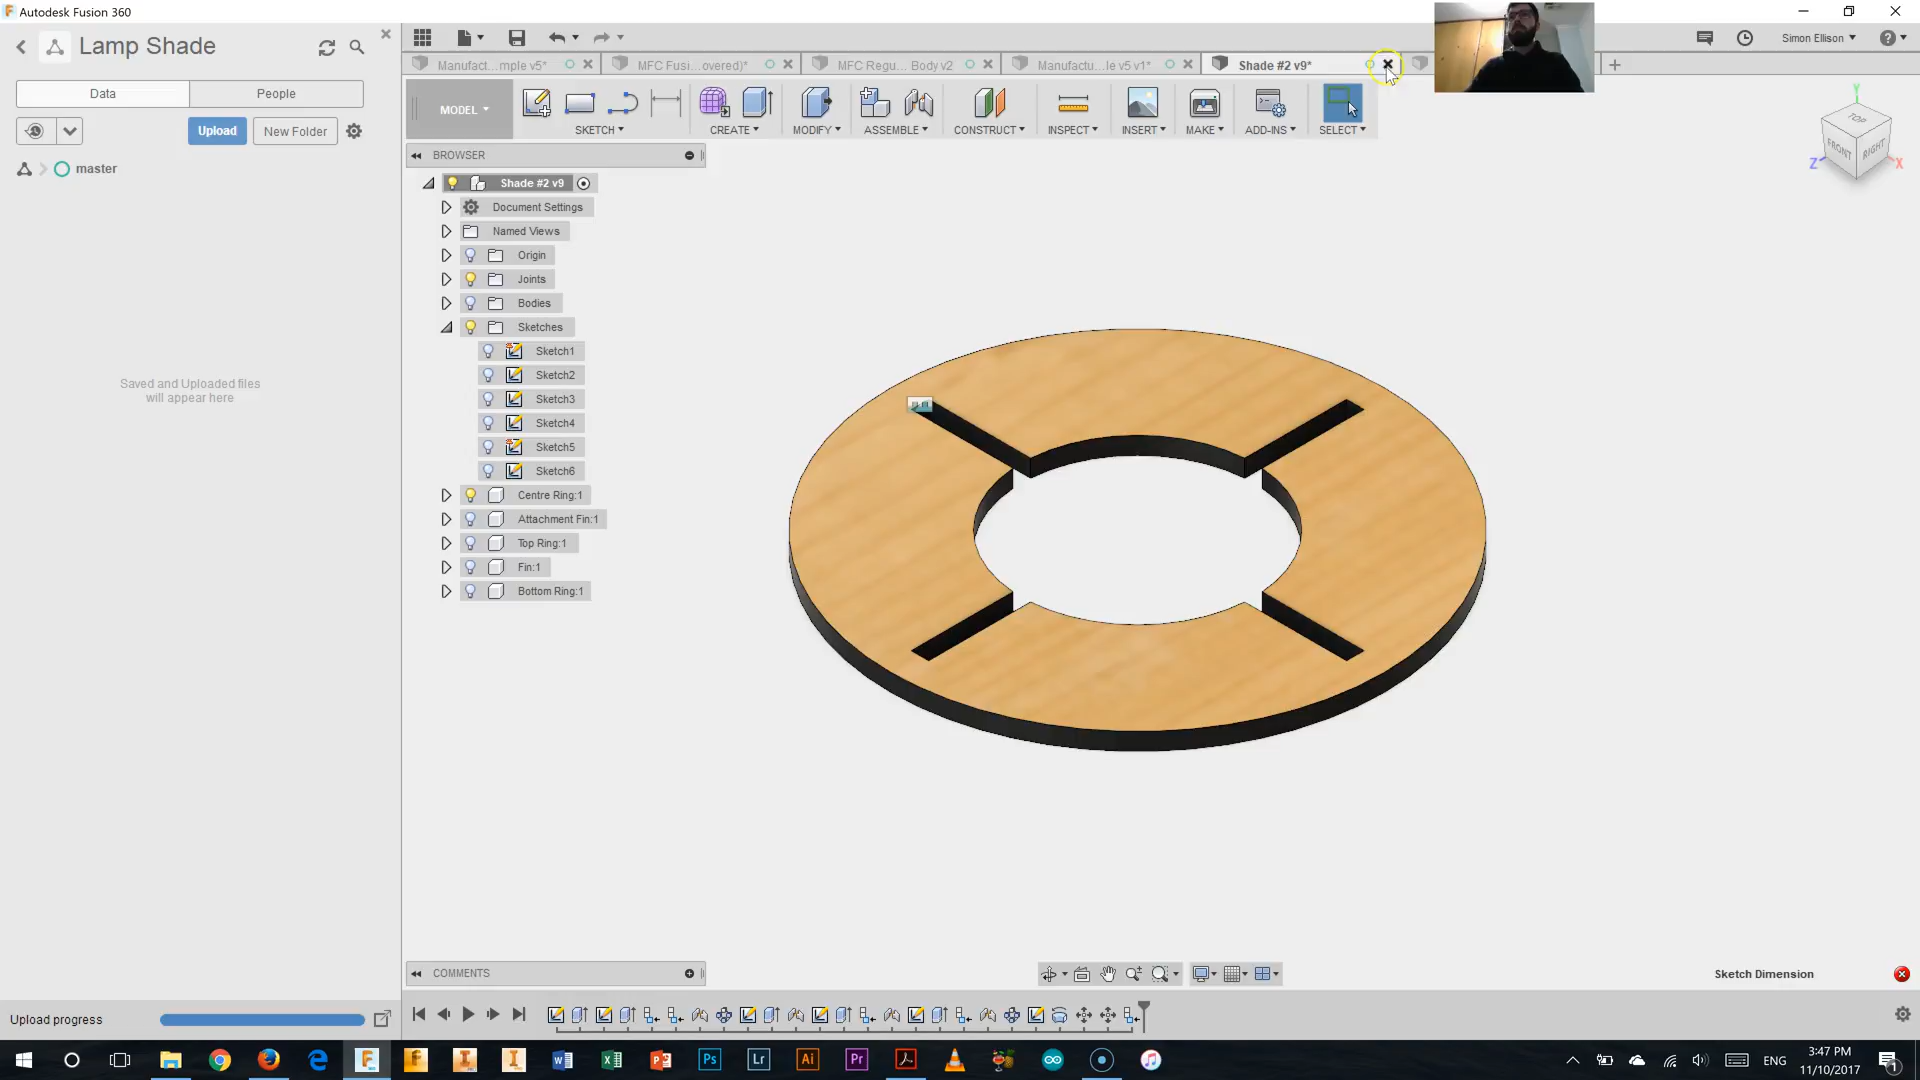 Autodesk Fusion 360
Lamp Shade
Data
People
Upload
New Folder
master
Saved and Uploaded files
will appear here
Upload progress
Manufact...mple v5*
MFC Fusi...overed)*
MFC Regu... Body v2
Manufactu...le v5 v1*
Shade #2 v9*
Simon Ellison
MODEL
SKETCH
CREATE
MODIFY
ASSEMBLE
CONSTRUCT
INSPECT
INSERT
MAKE
ADD-INS
SELECT
TOP
FRONT
RIGHT
Y
Z
X
BROWSER
Shade #2 v9
Document Settings
Named Views
Origin
Joints
Bodies
Sketches
Sketch1
Sketch2
Sketch3
Sketch4
Sketch5
Sketch6
Centre Ring:1
Attachment Fin:1
Top Ring:1
Fin:1
Bottom Ring:1
COMMENTS
Sketch Dimension
ENG
3:47 PM
11/10/2017